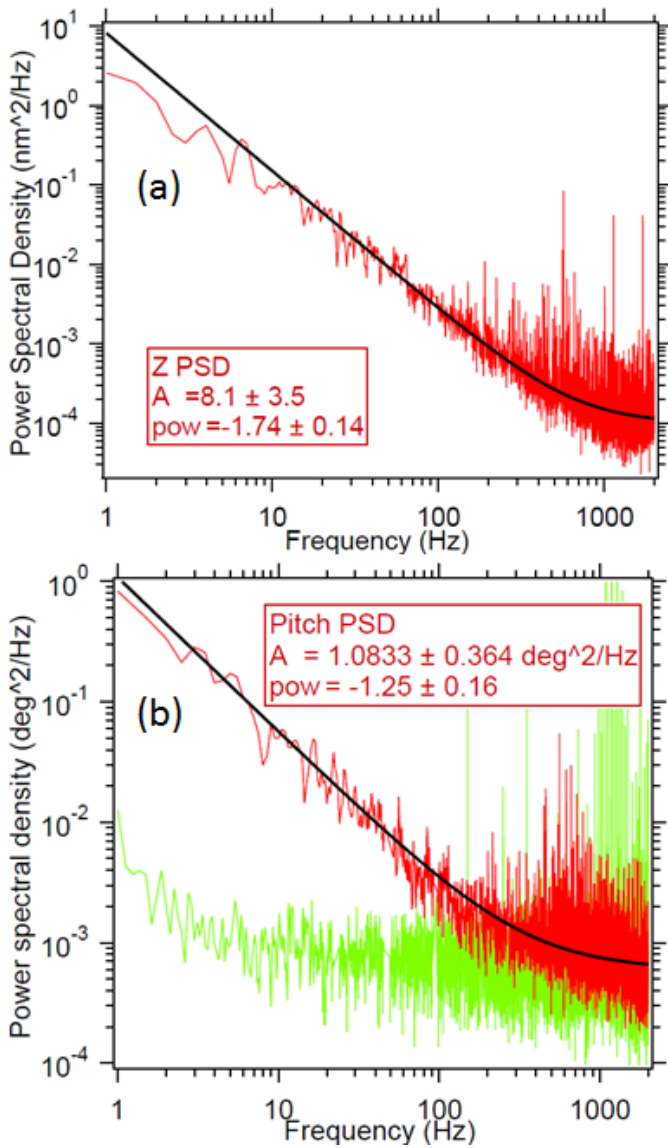 10^1
10^0
10^-1
10^-2
10^-3
10^-4
Power Spectral Density (nm^2/Hz)
(a)
Z PSD
A =8.1 ± 3.5
pow =-1.74 ± 0.14
1 10 100 1000
Frequency (Hz)
10^0
10^-1
10^-2
10^-3
10^-4
Power spectral density (deg^2/Hz)
Pitch PSD
A = 1.0833 ± 0.364 deg^2/Hz
pow = -1.25 ± 0.16
(b)
1 10 100 1000
Frequency (Hz)